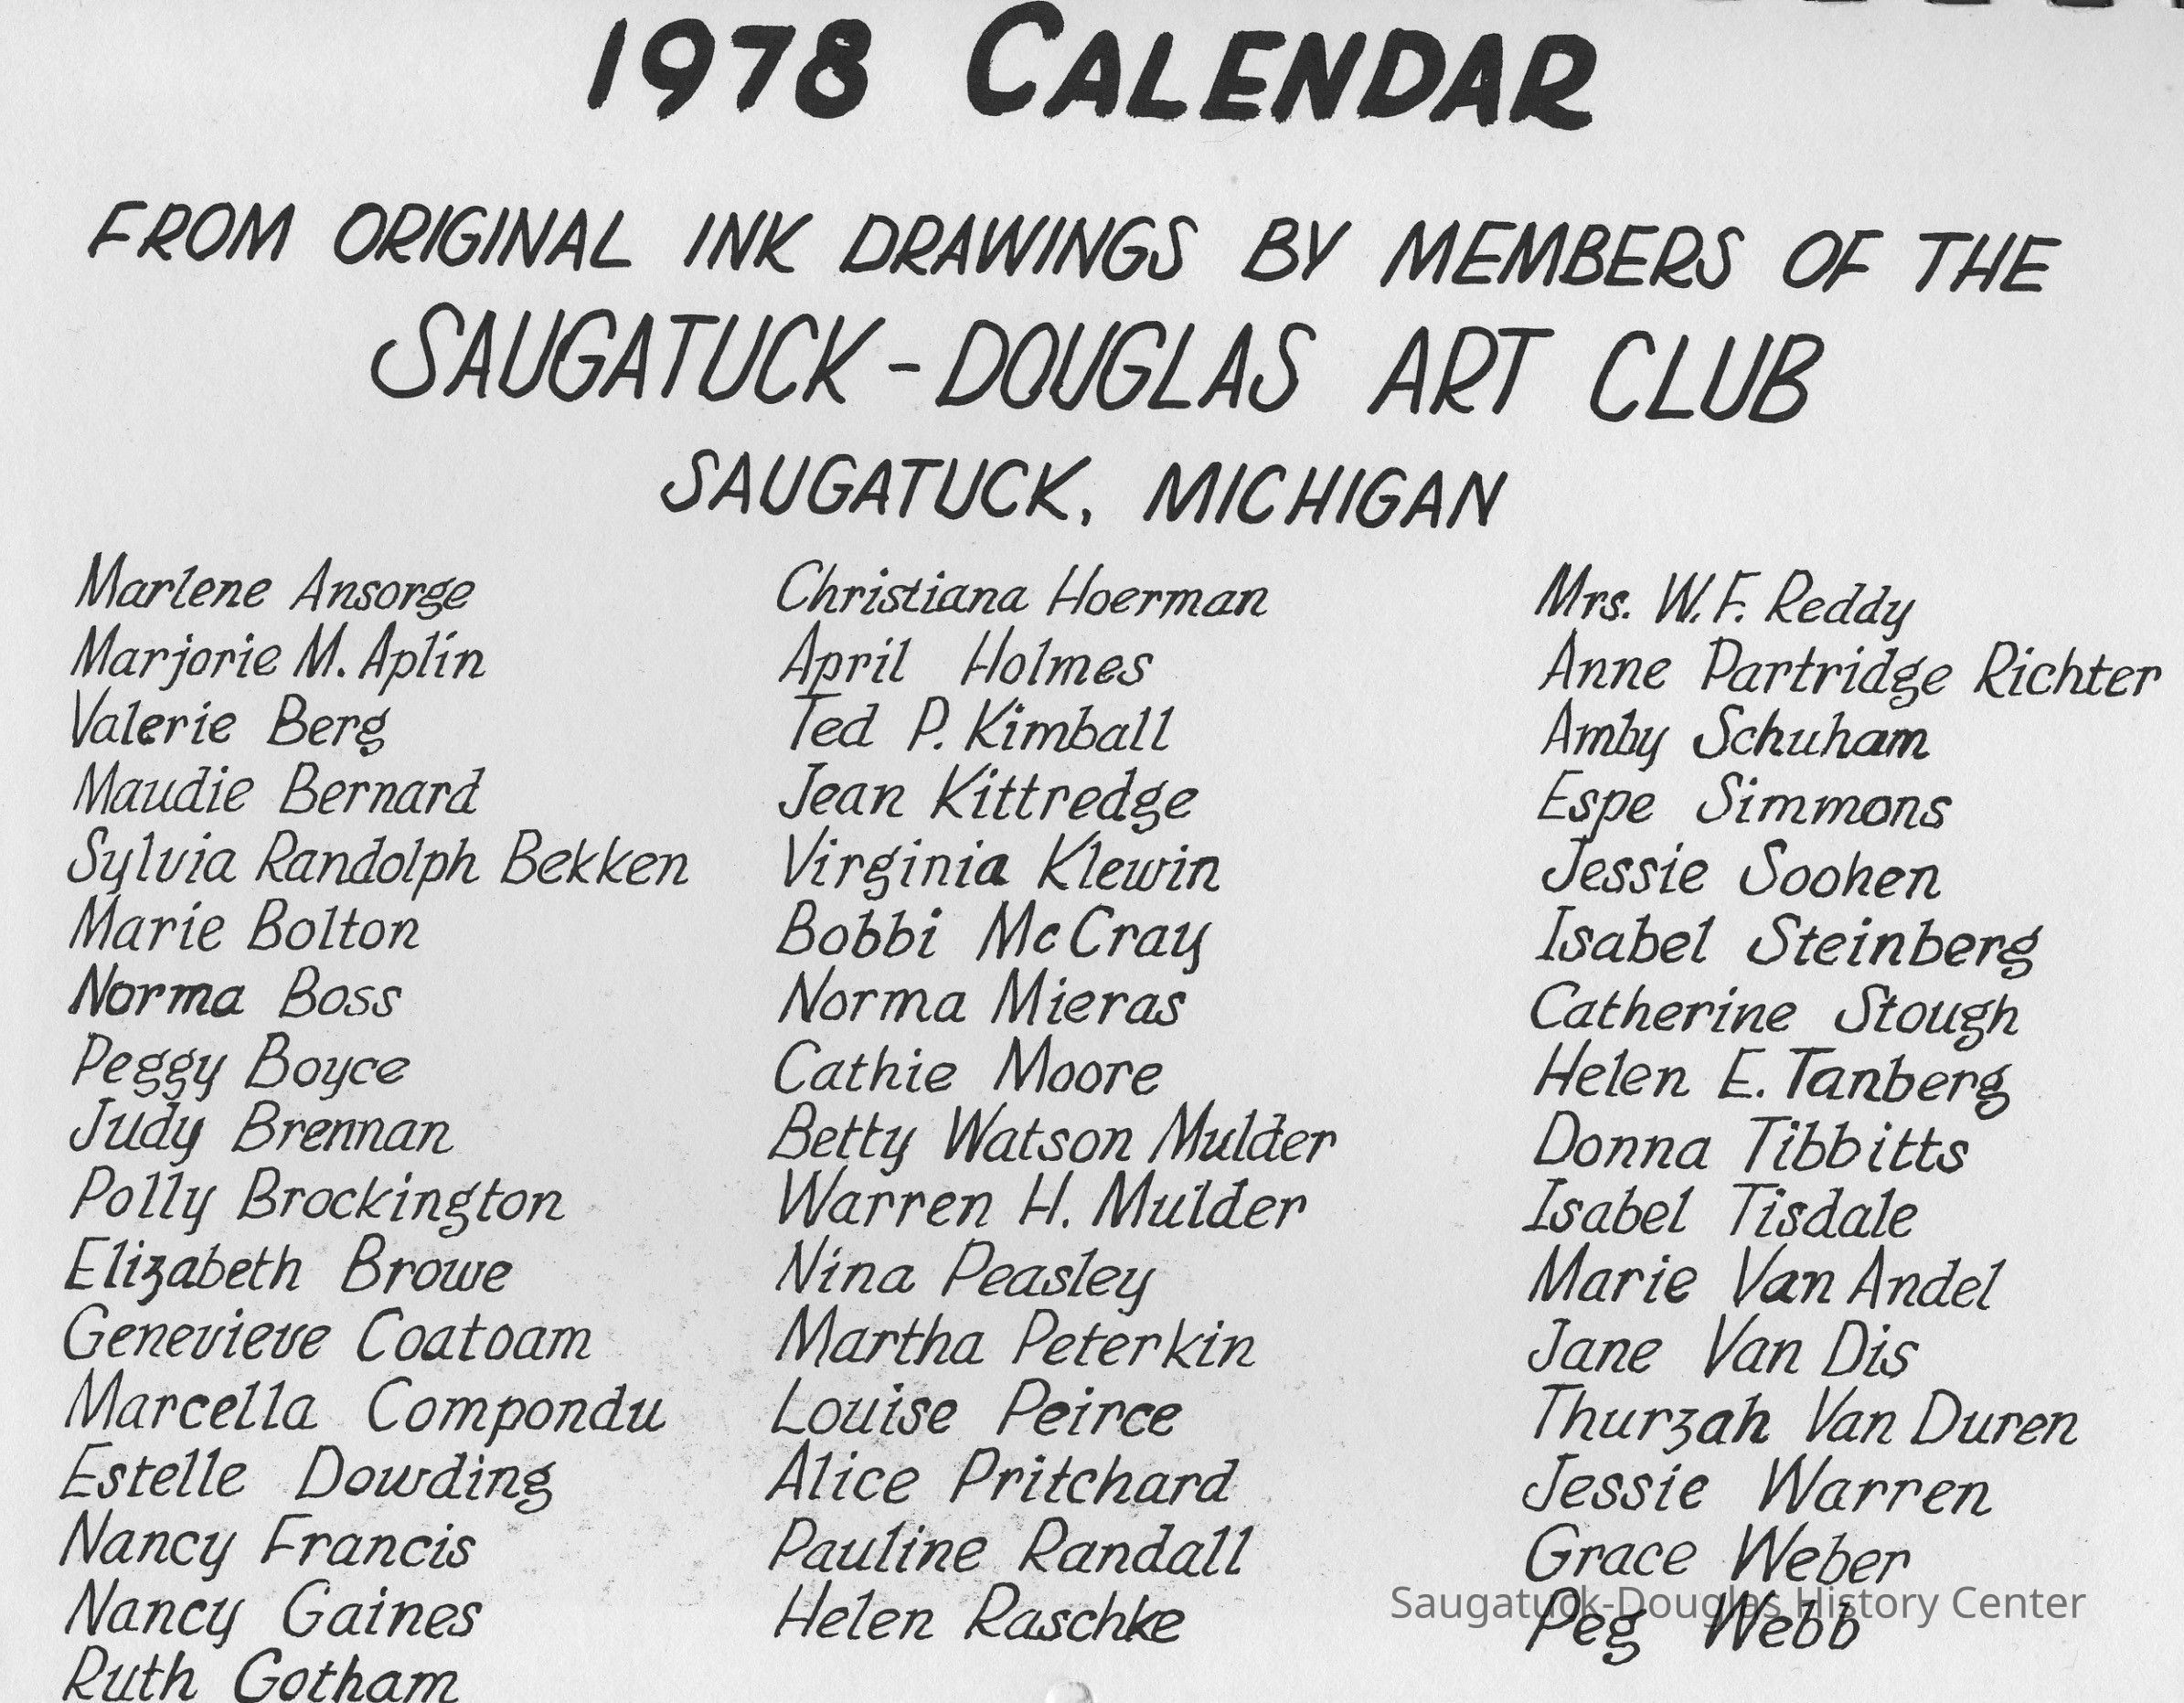 1978 CALENDAR
FROM ORIGINAL INK DRAWINGS BY MEMBERS OF THE
SAUGATUCK-DOUGLAS ART CLUB
SAUGATUCK, MICHIGAN
Marlene Ansorge
Marjorie M. Aplin
Valerie Berg
Maudie Bernard
Sylvia Randolph Bekken
Marie Bolton
Norma Boss
Peggy Boyce
Judy Brennan
Polly Brockington
Elizabeth Browe
Genevieve Coatoam
Marcella Compondu
Estelle Dowding
Nancy Francis
Nancy Gaines
Ruth Gotham
Christiana Hoerman
April Holmes
Ted P. Kimball
Jean Kittredge
Virginia Klewin
Bobbi McCray
Norma Mieras
Cathie Moore
Betty Watson Mulder
Warren H. Mulder
Nina Peasley
Martha Peterkin
Louise Peirce
Alice Pritchard
Pauline Randall
Helen Raschke
Mrs. W.F. Reddy
Anne Partridge Richter
Amby Schuham
Espe Simmons
Jessie Soohen
Isabel Steinberg
Catherine Stough
Helen E. Tanberg
Donna Tibbitts
Isabel Tisdale
Marie Van Andel
Jane Van Dis
Thurzah Van Duren
Jessie Warren
Grace Weber
Peg Webb
Saugatuck-Douglas History Center